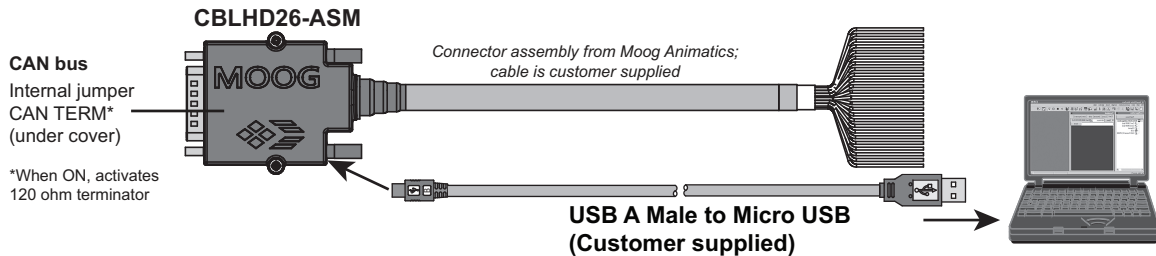 CBLHD26-ASM
CAN bus
Internal jumper
CAN TERM*
(under cover)
*When ON, activates
120 ohm terminator
MOOG
Connector assembly from Moog Animatics;
cable is customer supplied
USB A Male to Micro USB
(Customer supplied)